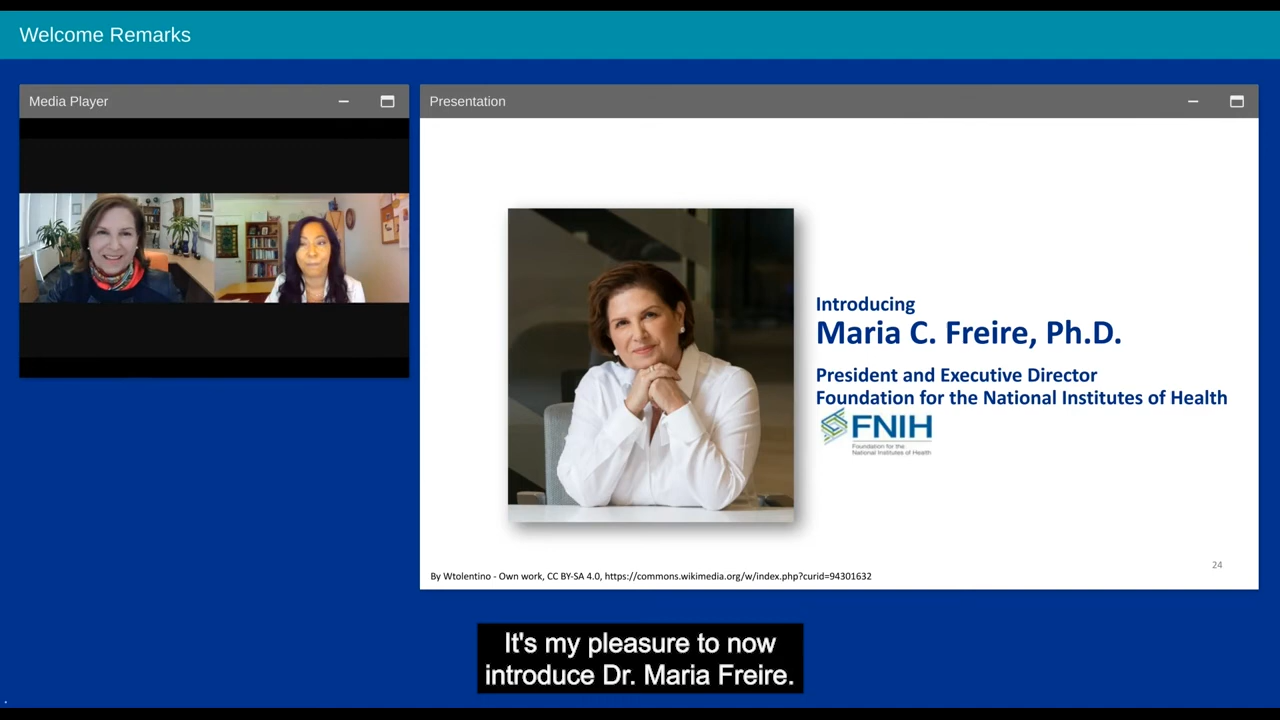 Welcome Remarks
Media Player
Presentation
Introducing
Maria C. Freire, Ph.D.
President and Executive Director
Foundation for the National Institutes of Health
FNIH
Foundation for the
National Institutes of Health
24
By Wtolentino - Own work, CC BY-SA 4.0, https://commons.wikimedia.org/w/index.php?curid=94301632
It's my pleasure to now
introduce Dr. Maria Freire.